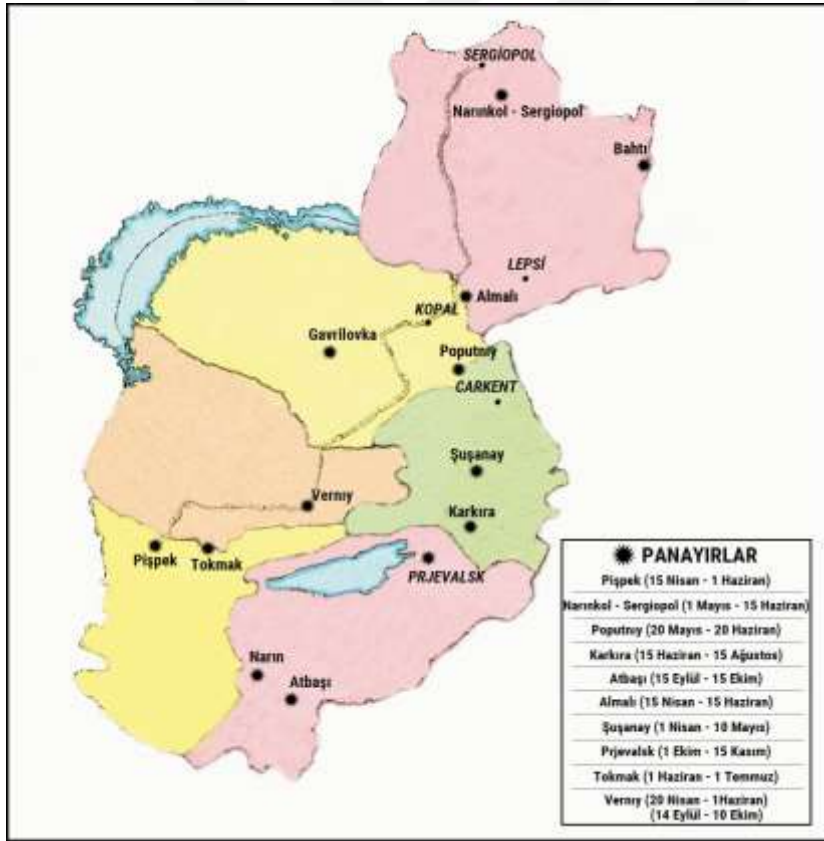 SERGİOPOL
Narınkol - Sergiopol
Bahtı
LEPSİ
Almalı
KOPAL
Gavrilovka
Poputnıy
CARKENT
Şuşanay
Vernıy
Karkıra
Pişpek
Tokmak
PRJEVALSK
Narın
Atbaşı
PANAYIRLAR
Pişpek (15 Nisan - 1 Haziran)
Narınkol - Sergiopol (1 Mayıs - 15 Haziran)
Poputnıy (20 Mayıs - 20 Haziran)
Karkıra (15 Haziran - 15 Ağustos)
Atbaşı (15 Eylül - 15 Ekim)
Almalı (15 Nisan - 15 Haziran)
Şuşanay (1 Nisan - 10 Mayıs)
Prjevalsk (1 Ekim - 15 Kasım)
Tokmak (1 Haziran - 1 Temmuz)
Vernıy (20 Nisan - 1Haziran)
(14 Eylül - 10 Ekim)